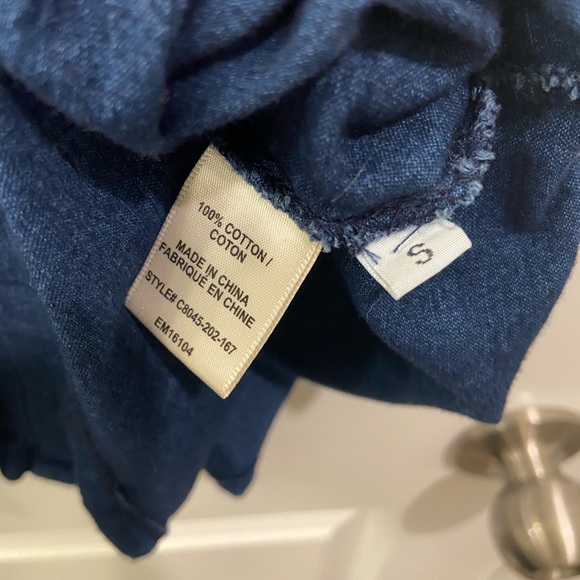 100% COTTON /
COTON
MADE IN CHINA
FABRIQUE EN CHINE
STYLE# C8045-202-167
EM16104
S